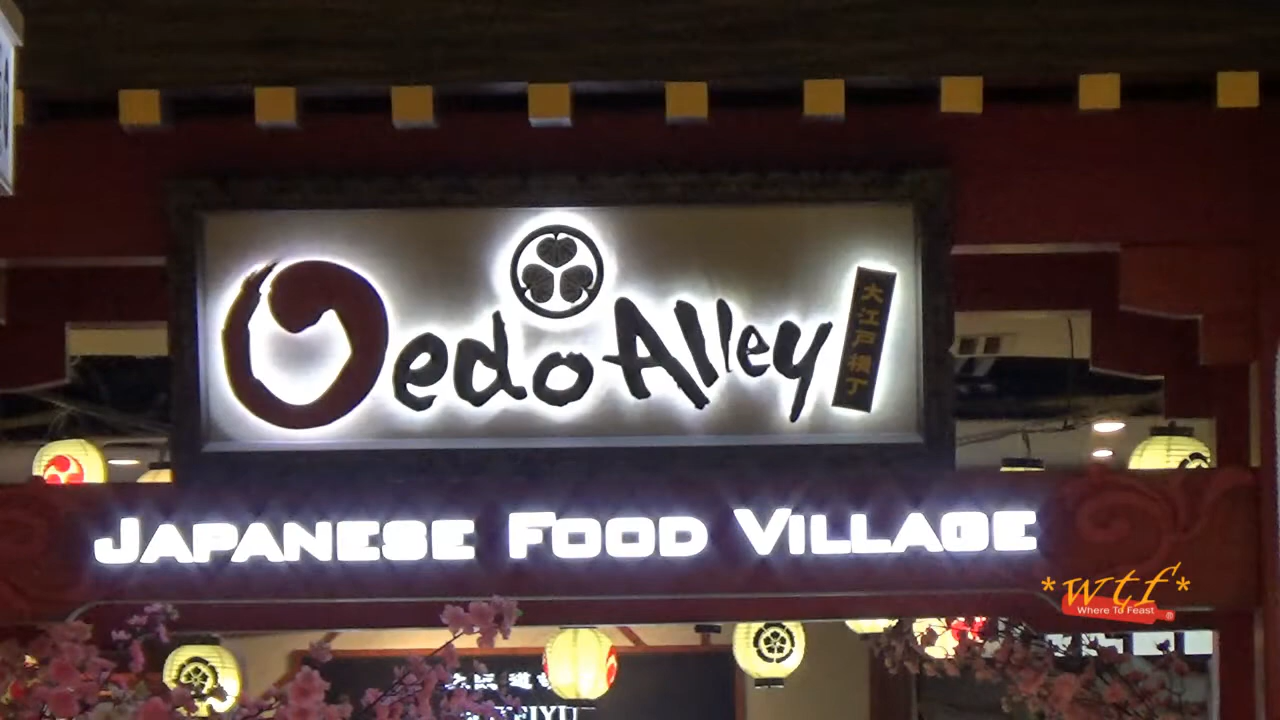 Oedo Alley
大江戸横丁
JAPANESE FOOD VILLAGE
*wtf*
Where To Feast